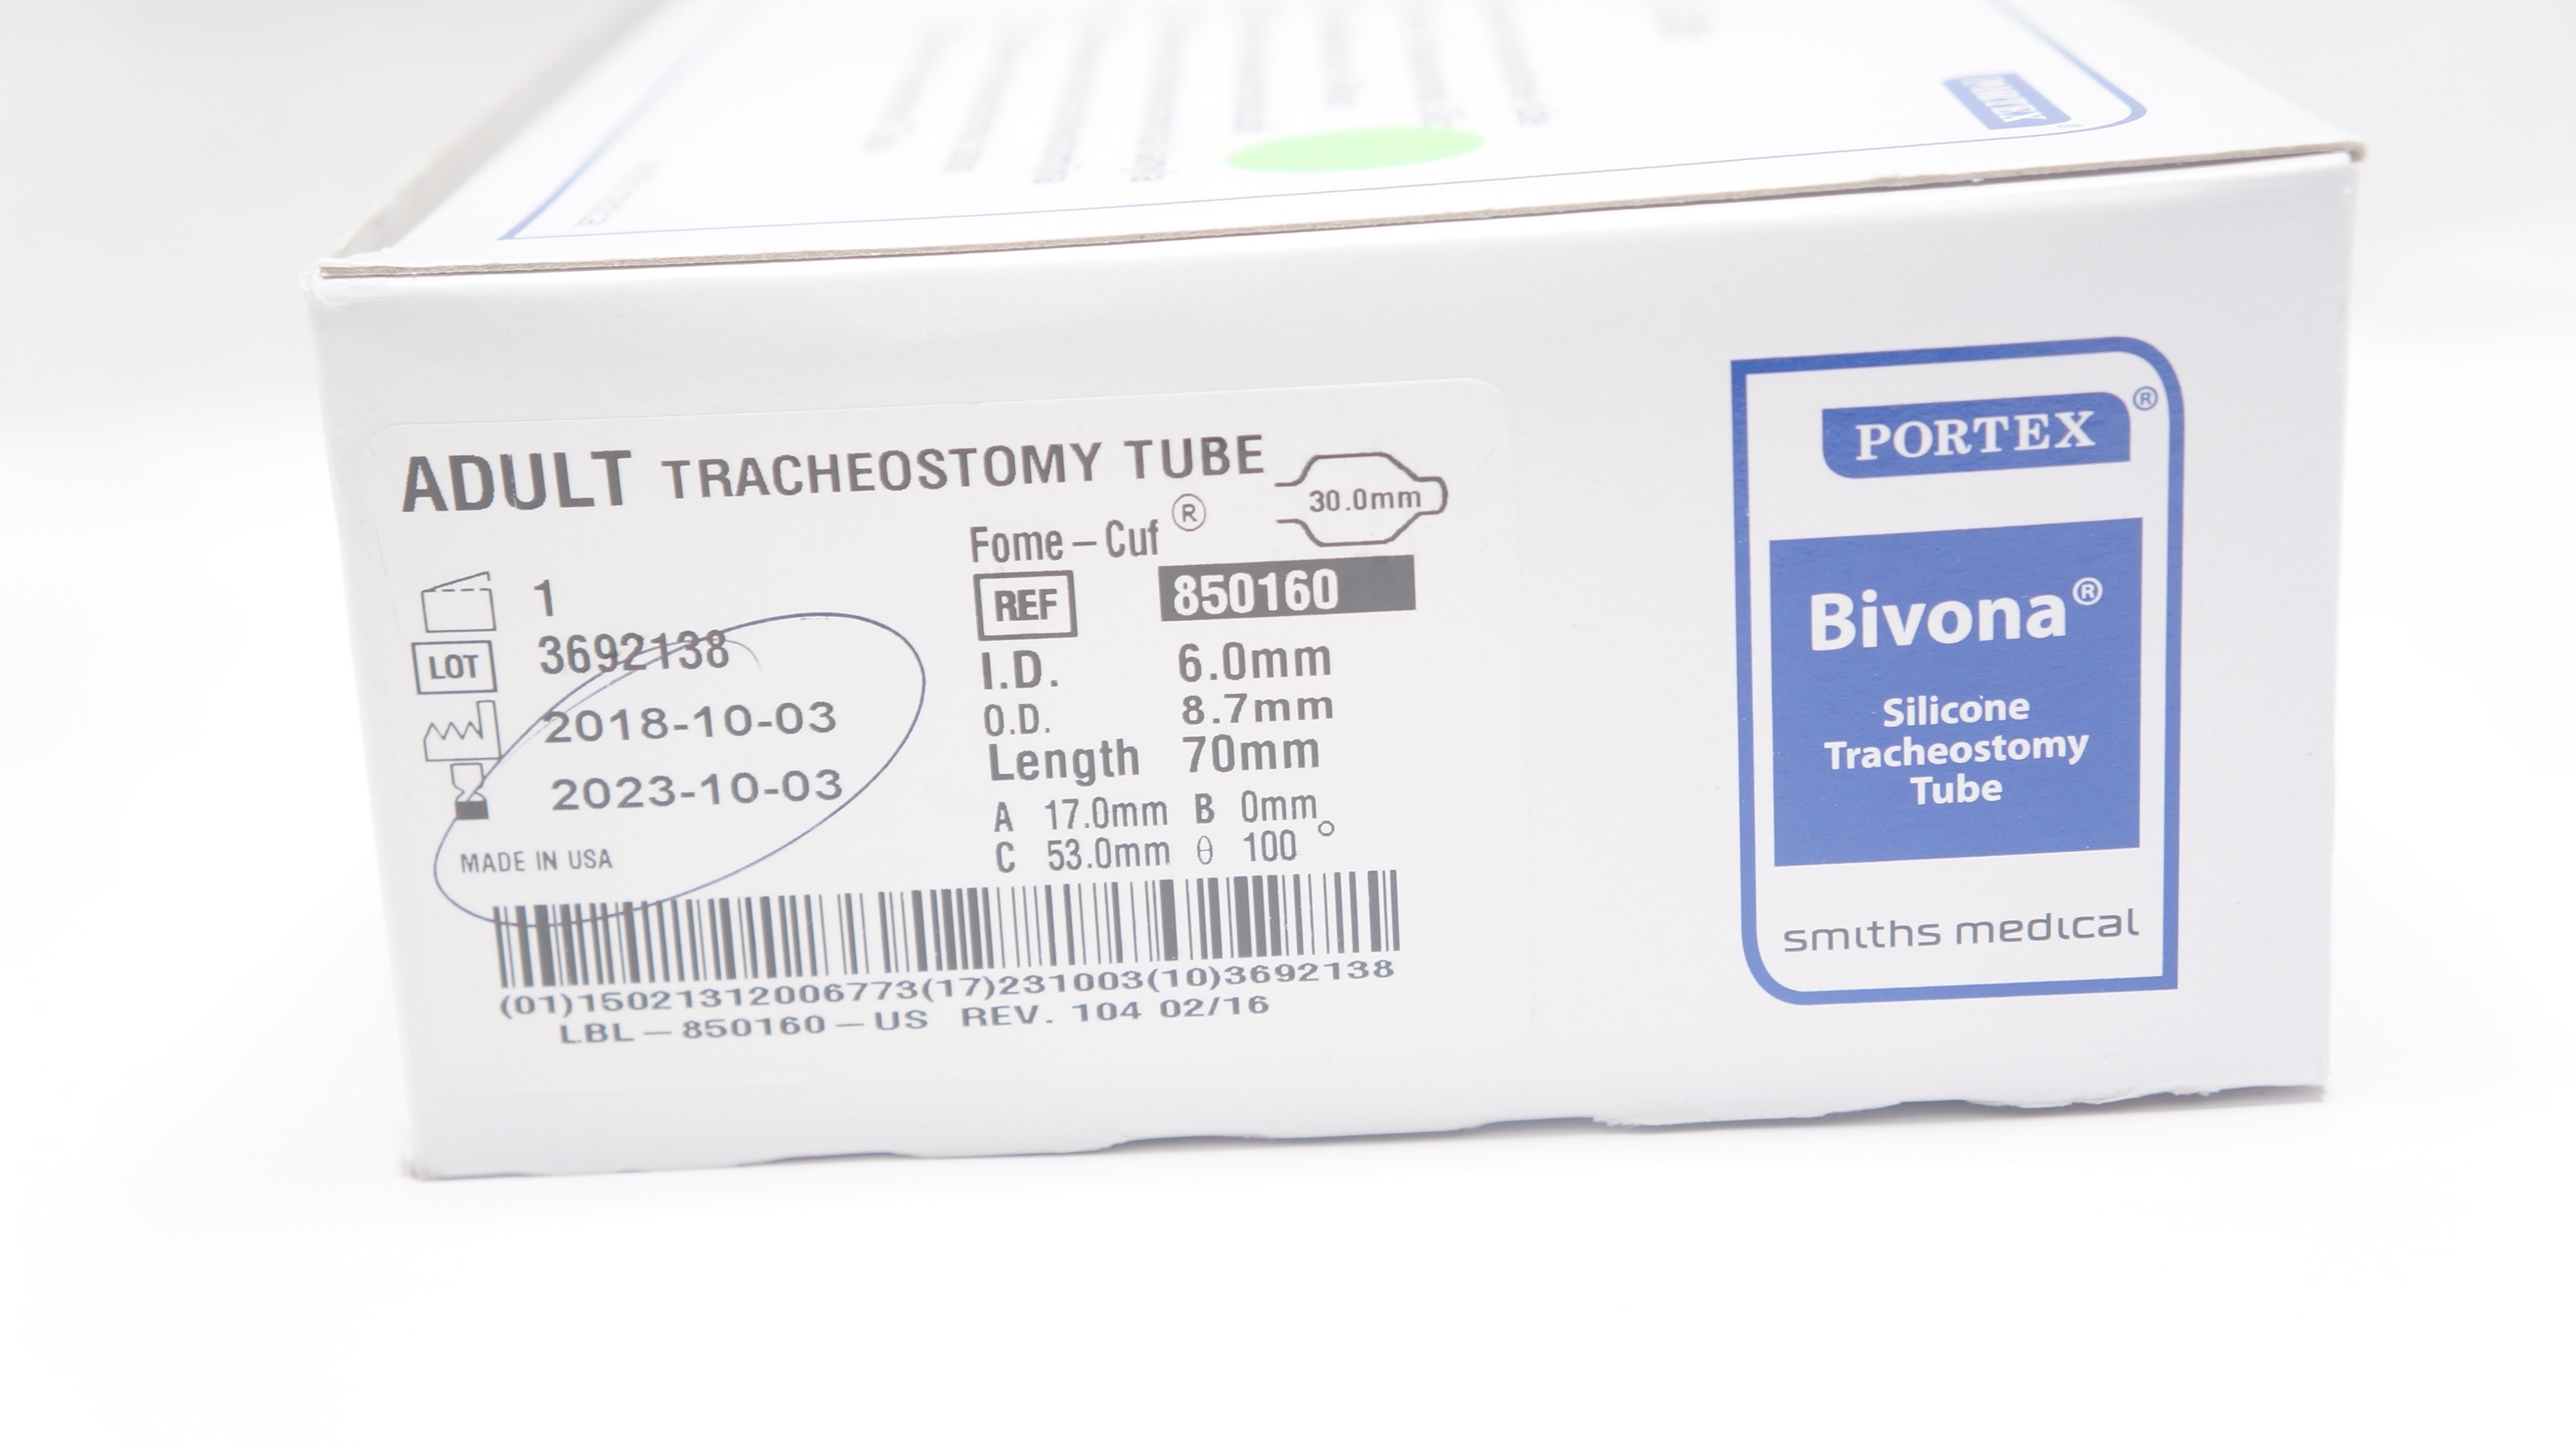 PORTEX
ADULT TRACHEOSTOMY TUBE
30.0mm
Fome-Cuf®
1
REF 850160
LOT 3692138
I.D. 6.0mm
2018-10-03
O.D. 8.7mm
Length 70mm
2023-10-03
A 17.0mm B 0mm
C 53.0mm θ 100°
MADE IN USA
(01)15021312006773(17)231003(10)3692138
LBL-850160-US REV. 104 02/16
PORTEX®
Bivona®
Silicone
Tracheostomy
Tube
smiths medical